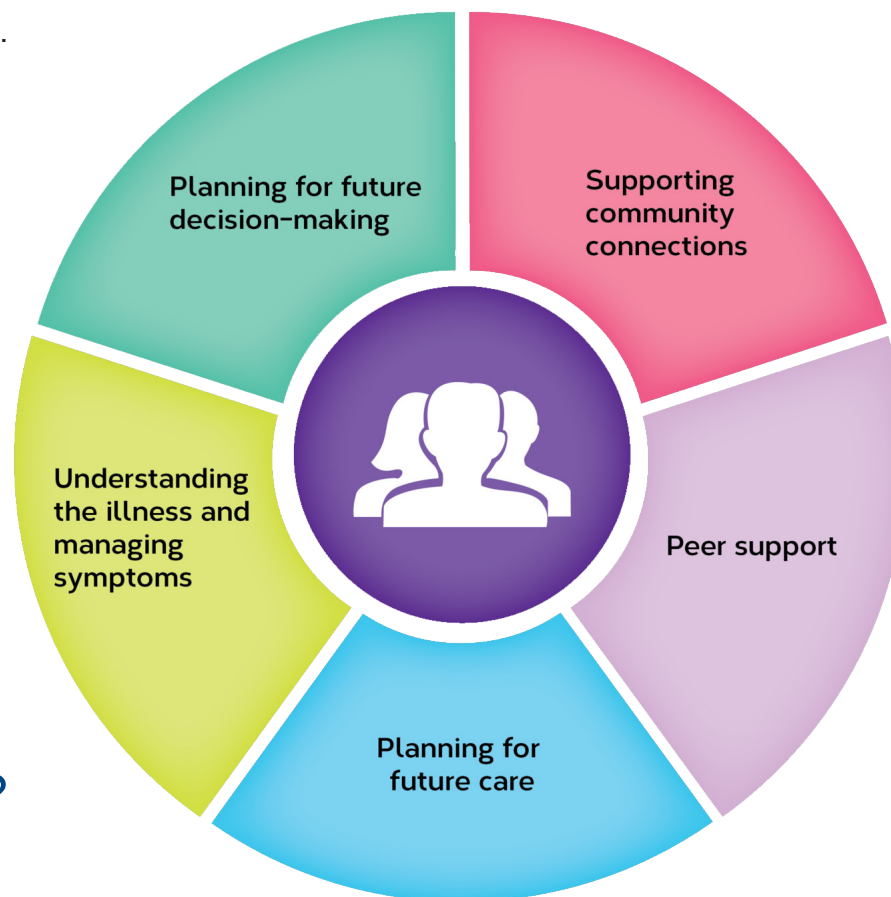 Planning for future
decision-making
Supporting
community
connections
Understanding
the illness and
managing
symptoms
Peer support
Planning for
future care